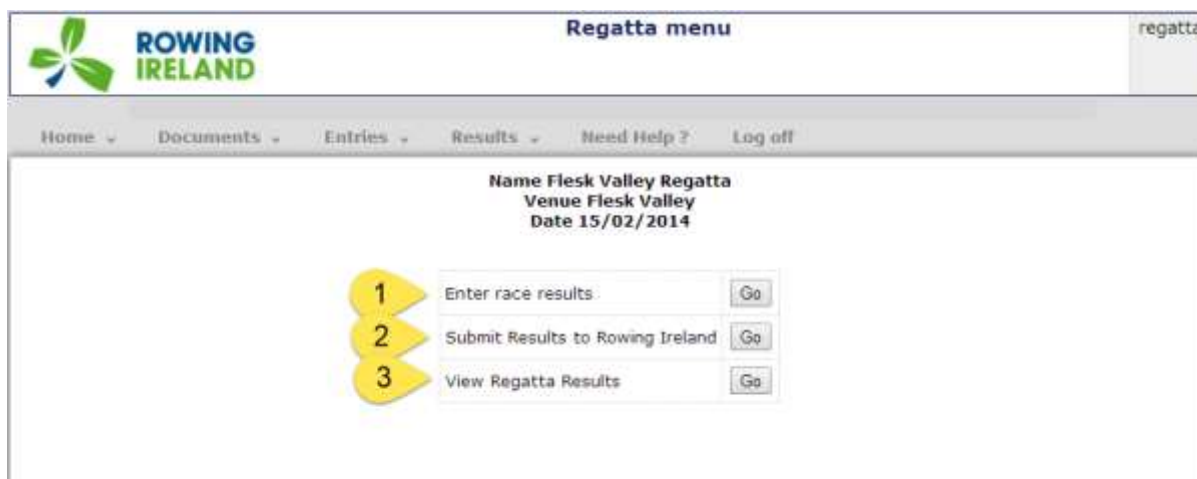 ROWING
IRELAND
Regatta menu
regatta
Home Documents Entries Results Need Help ? Log off
Name Flesk Valley Regatta
Venue Flesk Valley
Date 15/02/2014
1 Enter race results Go
2 Submit Results to Rowing Ireland Go
3 View Regatta Results Go